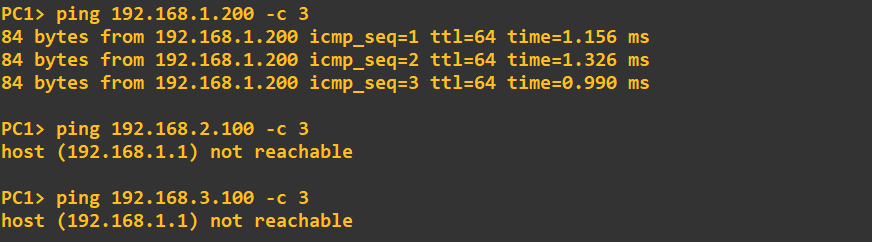 PC1> ping 192.168.1.200 -c 3
84 bytes from 192.168.1.200 icmp_seq=1 ttl=64 time=1.156 ms
84 bytes from 192.168.1.200 icmp_seq=2 ttl=64 time=1.326 ms
84 bytes from 192.168.1.200 icmp_seq=3 ttl=64 time=0.990 ms
PC1> ping 192.168.2.100 -c 3
host (192.168.1.1) not reachable
PC1> ping 192.168.3.100 -c 3
host (192.168.1.1) not reachable